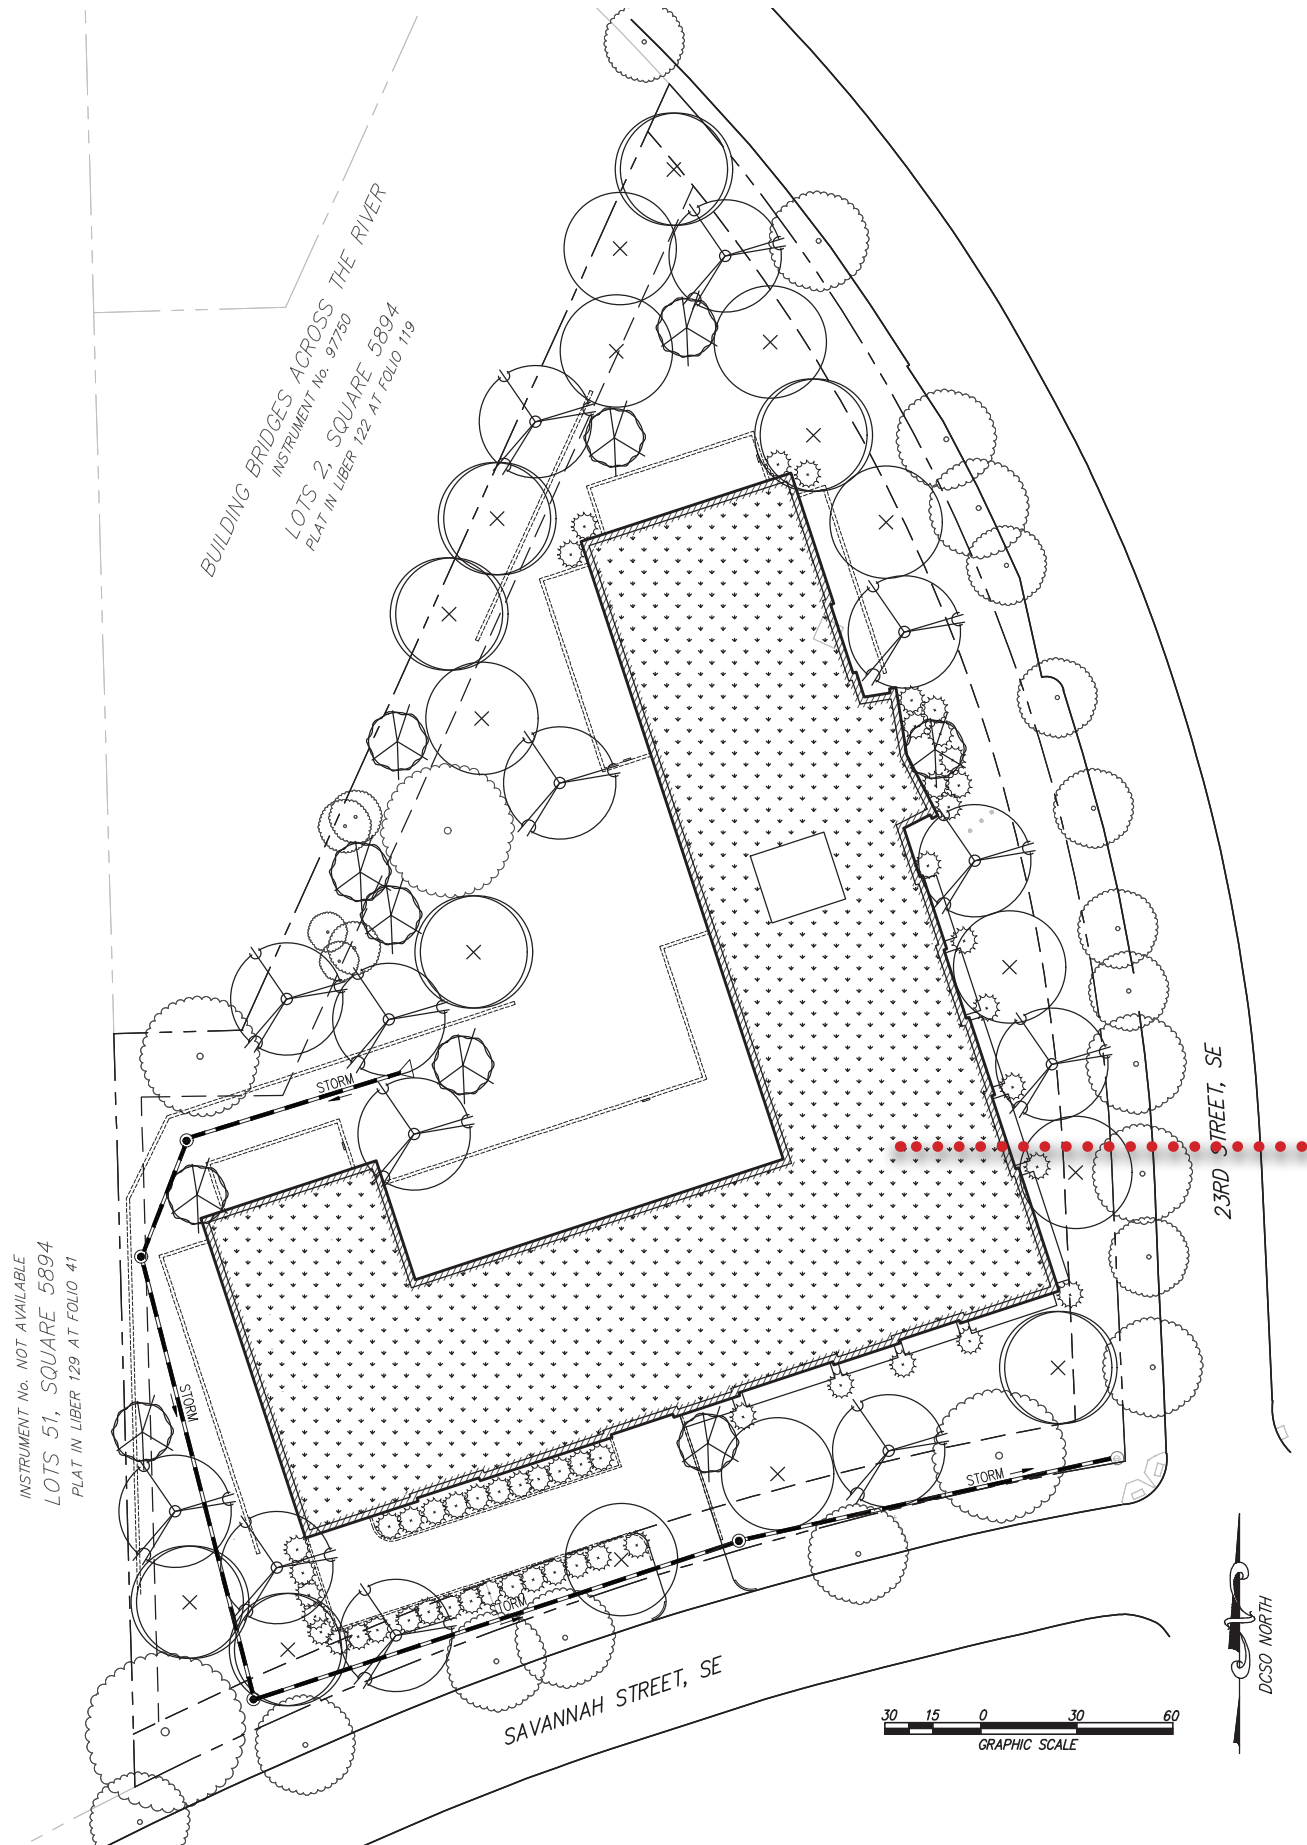 BUILDING BRIDGES ACROSS THE RIVER
INSTRUMENT No. 97750
LOTS 2, SQUARE 5894
PLAT IN LIBER 122 AT FOLIO 119
STORM
23RD STREET, SE
INSTRUMENT No. NOT AVAILABLE
LOTS 51, SQUARE 5894
PLAT IN LIBER 129 AT FOLIO 41
STORM
STORM
STORM
SAVANNAH STREET, SE
30 15 0 30 60
GRAPHIC SCALE
DCSO NORTH